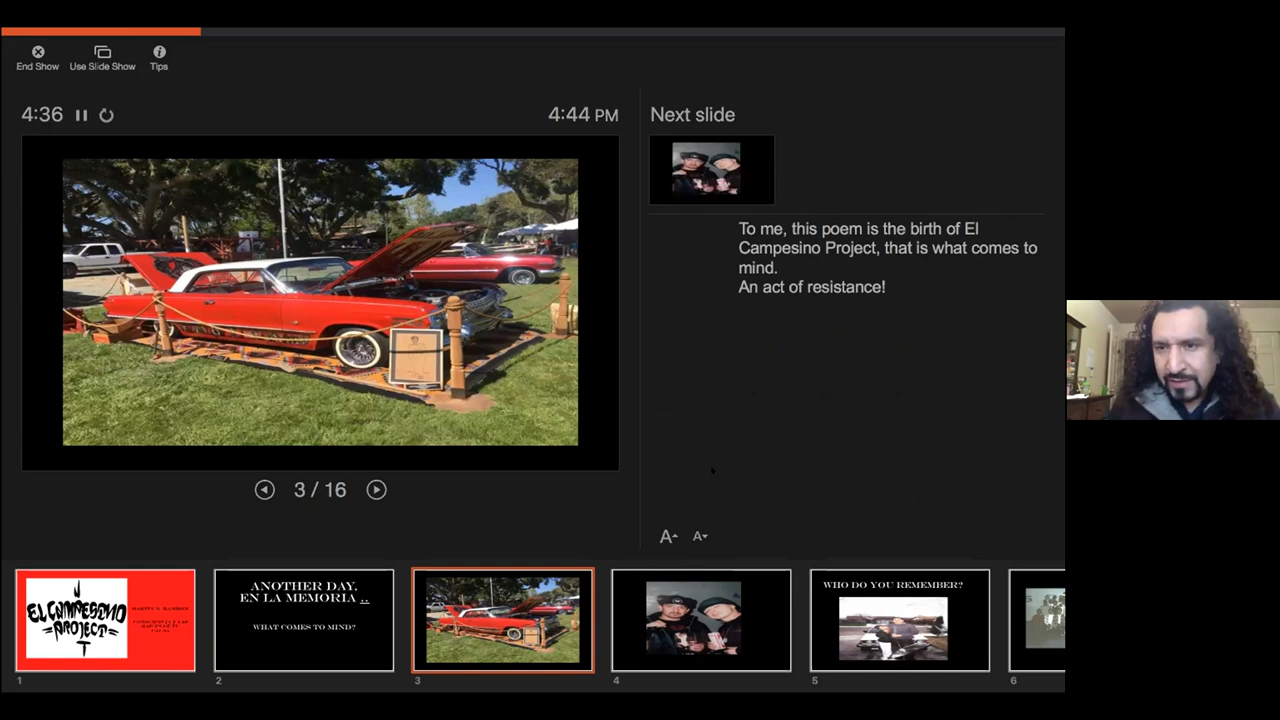 End Show
Use Slide Show
Tips
4:36
4:44 PM
Next slide
To me, this poem is the birth of El
Campesino Project, that is what comes to
mind.
An act of resistance!
3 / 16
A
A
EL CAMPESINO
PROJECT
ANOTHER DAY,
EN LA MEMORIA ..
WHAT COMES TO MIND?
WHO DO YOU REMEMBER?
1
2
3
4
5
6